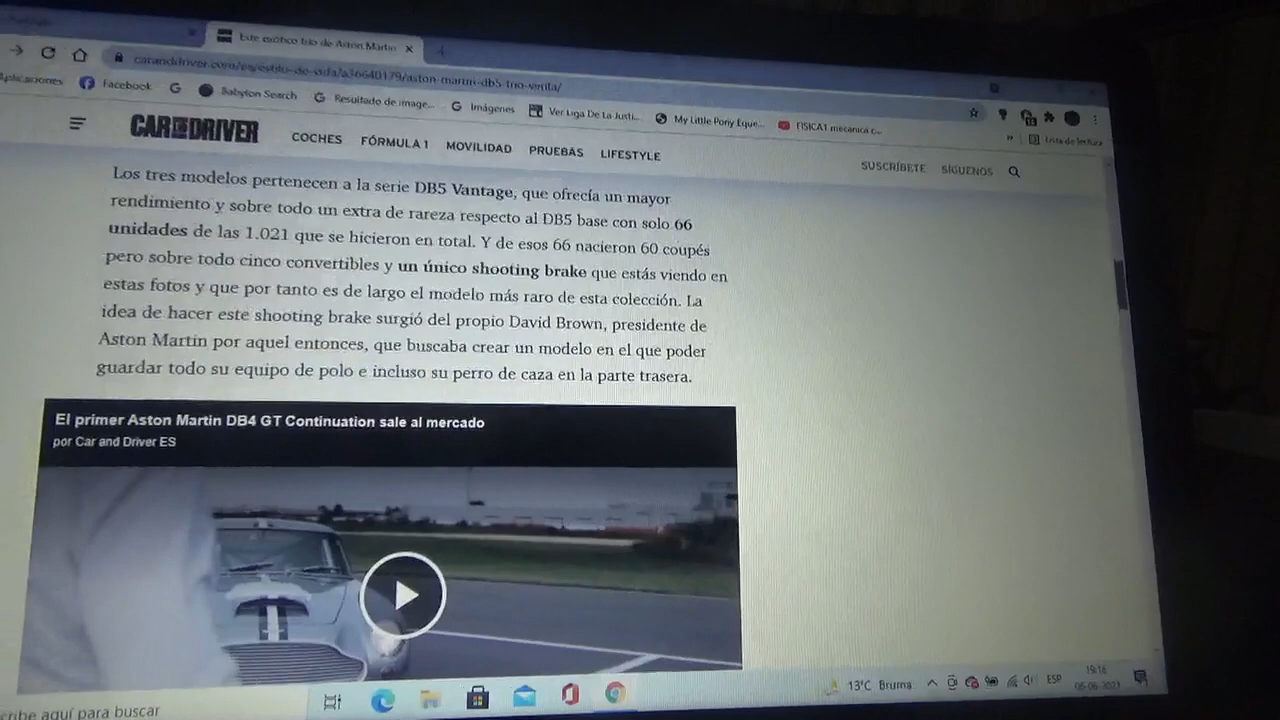 Este exótico trío de Aston Martin
caranddriver.com/es/estilo-de-vida/a36640179/aston-martin-db5-trio-venta/
Aplicaciones Facebook Babylon Search Resultado de image... Imágenes Ver Liga De La Justi... My Little Pony Eque... FISICA1 mecanica c... » Lista de lectura
CAR AND DRIVER COCHES FÓRMULA 1 MOVILIDAD PRUEBAS LIFESTYLE SUSCRÍBETE SÍGUENOS
Los tres modelos pertenecen a la serie DB5 Vantage, que ofrecía un mayor
rendimiento y sobre todo un extra de rareza respecto al DB5 base con solo 66
unidades de las 1.021 que se hicieron en total. Y de esos 66 nacieron 60 coupés
pero sobre todo cinco convertibles y un único shooting brake que estás viendo en
estas fotos y que por tanto es de largo el modelo más raro de esta colección. La
idea de hacer este shooting brake surgió del propio David Brown, presidente de
Aston Martin por aquel entonces, que buscaba crear un modelo en el que poder
guardar todo su equipo de polo e incluso su perro de caza en la parte trasera.
El primer Aston Martin DB4 GT Continuation sale al mercado
por Car and Driver ES
13°C Bruma ESP 19:16
05-06-2021
cribe aquí para buscar